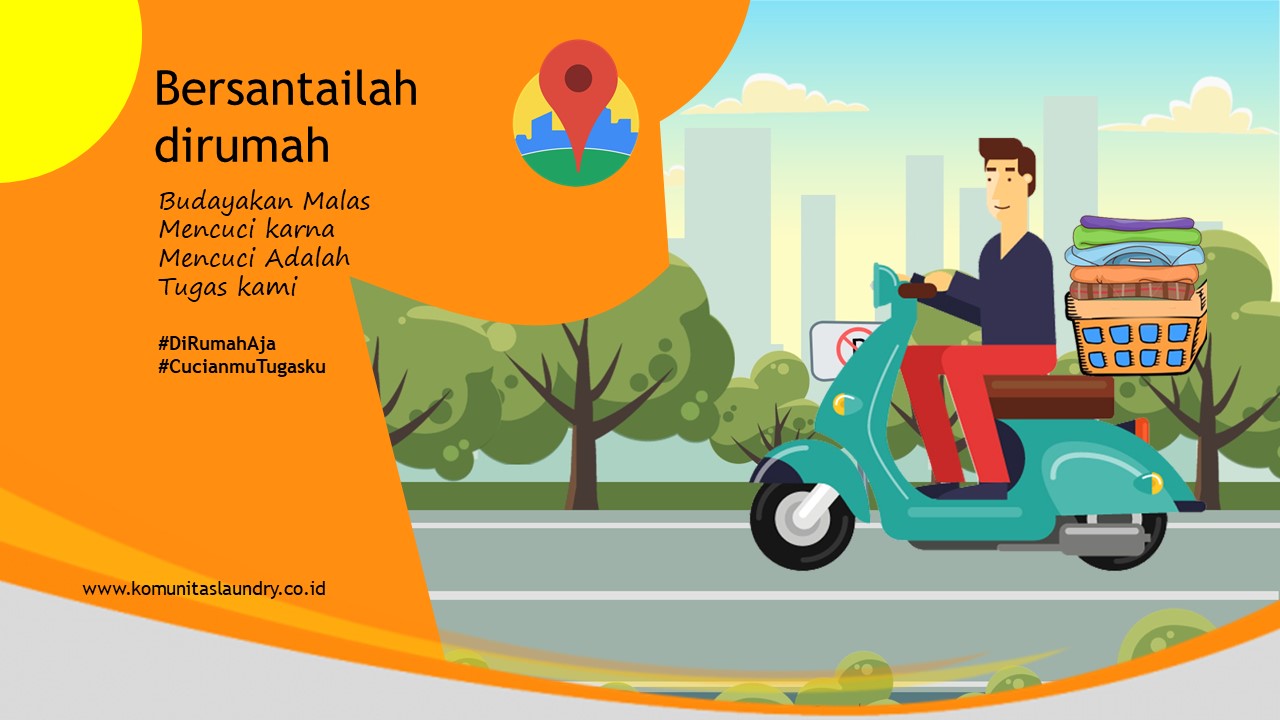 Bersantailah
dirumah
Budayakan Malas
Mencuci karna
Mencuci Adalah
Tugas kami
#DiRumahAja
#CucianmuTugasku
www.komunitaslaundry.co.id